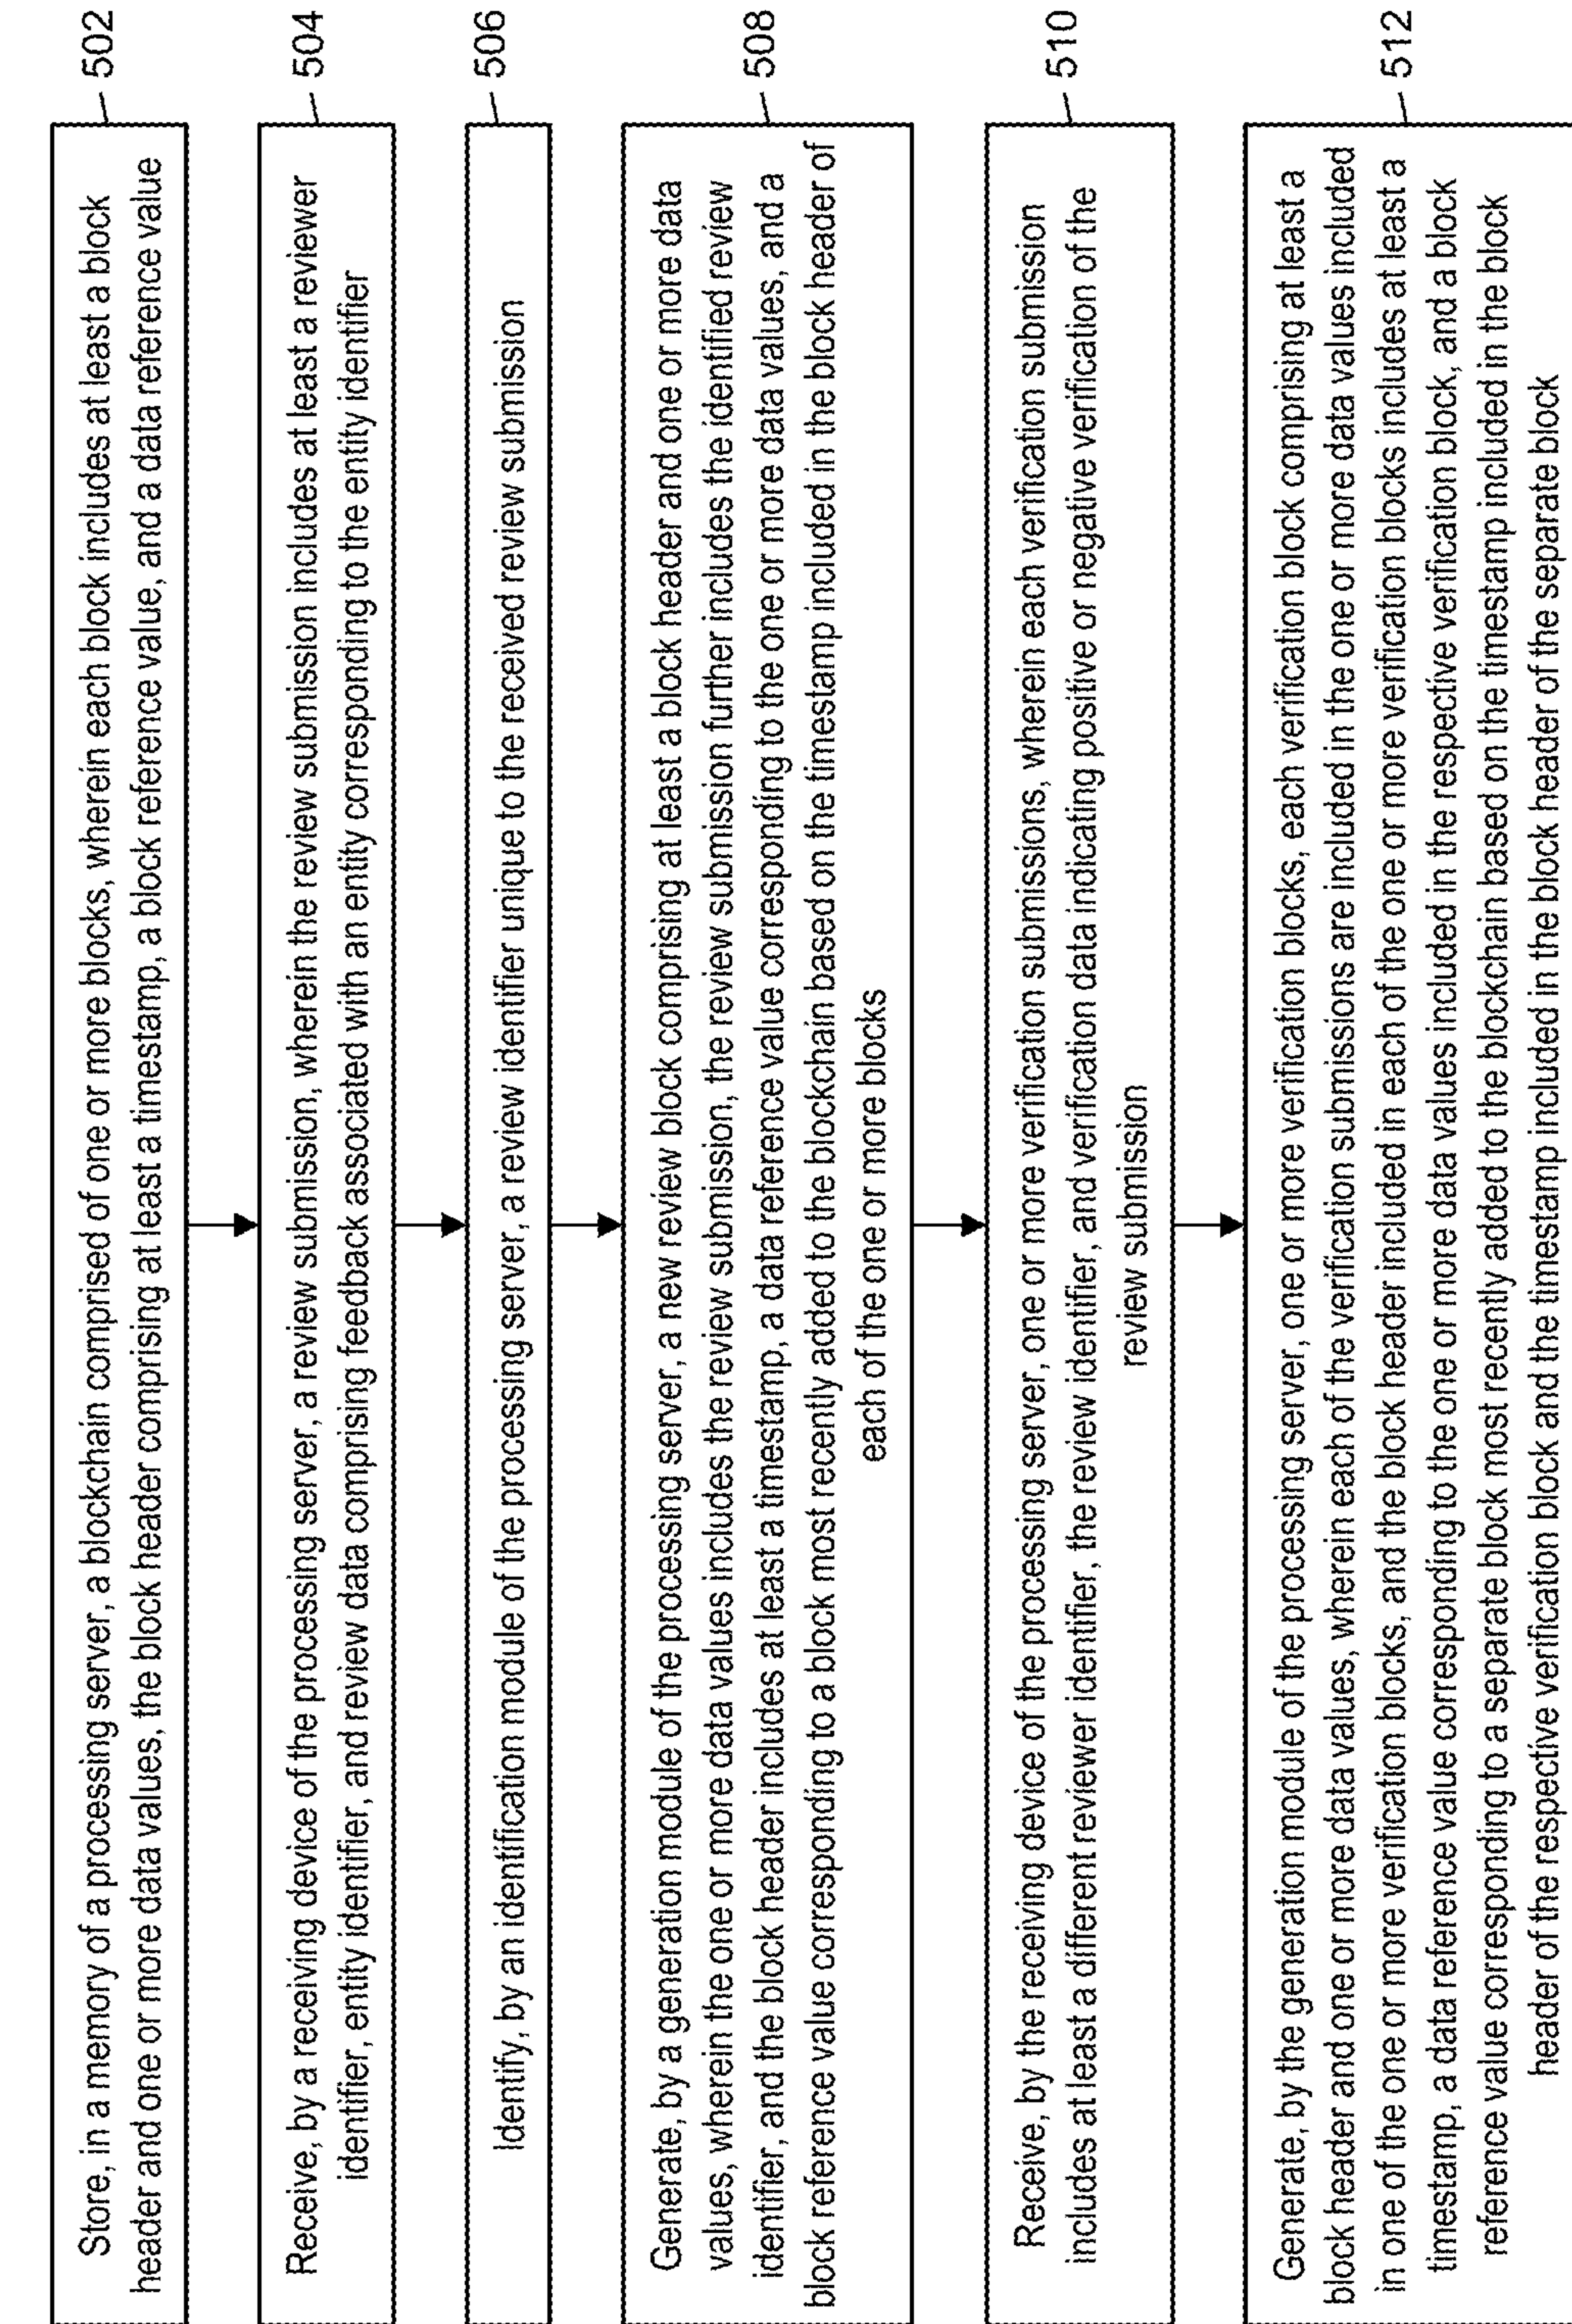 Store, in a memory of a processing server, a blockchain comprised of one or more blocks, wherein each block includes at least a block
header and one or more data values, the block header comprising at least a timestamp, a block reference value, and a data reference value
502
Receive, by a receiving device of the processing server, a review submission, wherein the review submission includes at least a reviewer
identifier, entity identifier, and review data comprising feedback associated with an entity corresponding to the entity identifier
504
Identify, by an identification module of the processing server, a review identifier unique to the received review submission
506
Generate, by a generation module of the processing server, a new review block comprising at least a block header and one or more data
values, wherein the one or more data values includes the review submission, the review submission further includes the identified review
identifier, and the block header includes at least a timestamp, a data reference value corresponding to the one or more data values, and a
block reference value corresponding to a block most recently added to the blockchain based on the timestamp included in the block header of
each of the one or more blocks
508
Receive, by the receiving device of the processing server, one or more verification submissions, wherein each verification submission
includes at least a different reviewer identifier, the review identifier, and verification data indicating positive or negative verification of the
review submission
510
Generate, by the generation module of the processing server, one or more verification blocks, each verification block comprising at least a
block header and one or more data values, wherein each of the verification submissions are included in the one or more data values included
in one of the one or more verification blocks, and the block header included in each of the one or more verification blocks includes at least a
timestamp, a data reference value corresponding to the one or more data values included in the respective verification block, and a block
reference value corresponding to a separate block most recently added to the blockchain based on the timestamp included in the block
header of the respective verification block and the timestamp included in the block header of the separate block
512